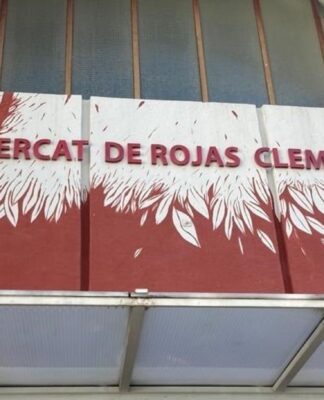 ERCAT DE ROJAS CLEM